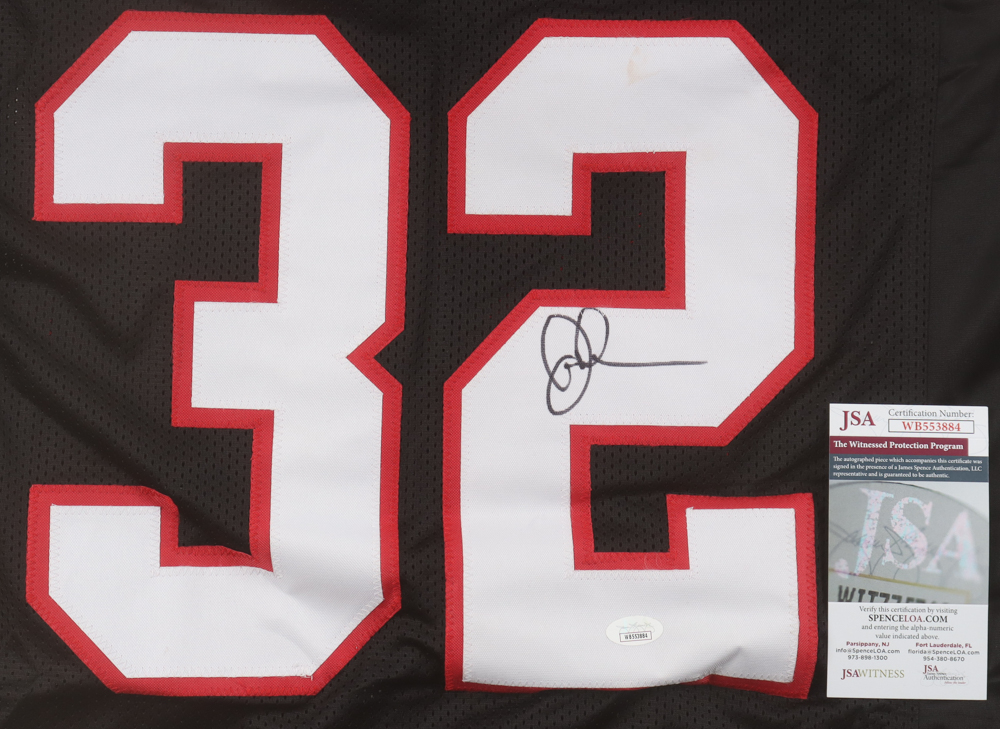 32
JSA
Certification Number:
WB553884
The Witnessed Protection Program
The autographed piece which accompanies this certificate was
signed in the presence of a James Spence Authentication, LLC
representative and is guaranteed to be authentic.
JSA
Verify this certification by visiting
SPENCELOA.COM
and entering the alpha-numeric
value indicated above.
Parsippany, NJ
info@SpenceLOA.com
973-898-1300
Fort Lauderdale, FL
florida@SpenceLOA.com
954-380-8670
JSAWITNESS
JSA
Authentication
WB553884